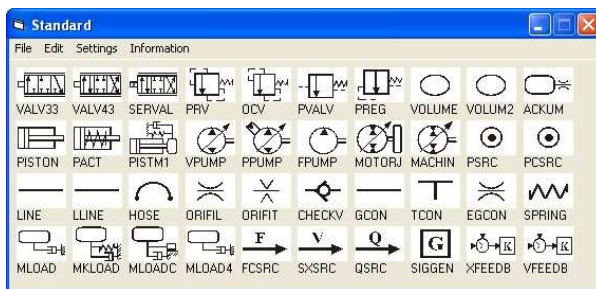 Standard
File Edit Settings Information
VALV33 VALV43 SERVAL PRV OCV PVALV PREG VOLUME VOLUM2 ACKUM
PISTON PACT PISTM1 VPUMP PPUMP FPUMP MOTORJ MACHIN PSRC PCSRC
LINE LLINE HOSE ORIFIL ORIFIT CHECKV GCON TCON EGCON SPRING
F V Q G K K
MLOAD MKLOAD MLOADC MLOAD4 FCSRC SXSRC QSRC SIGGEN XFEEDB VFEEDB